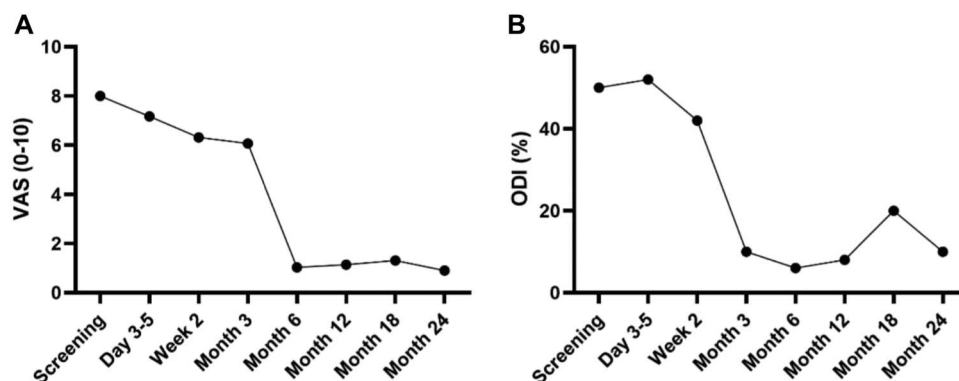 A
VAS (0-10)
10
8
6
4
2
0
Screening
Day 3-5
Week 2
Month 3
Month 6
Month 12
Month 18
Month 24
B
ODI (%)
60
40
20
0
Screening
Day 3-5
Week 2
Month 3
Month 6
Month 12
Month 18
Month 24